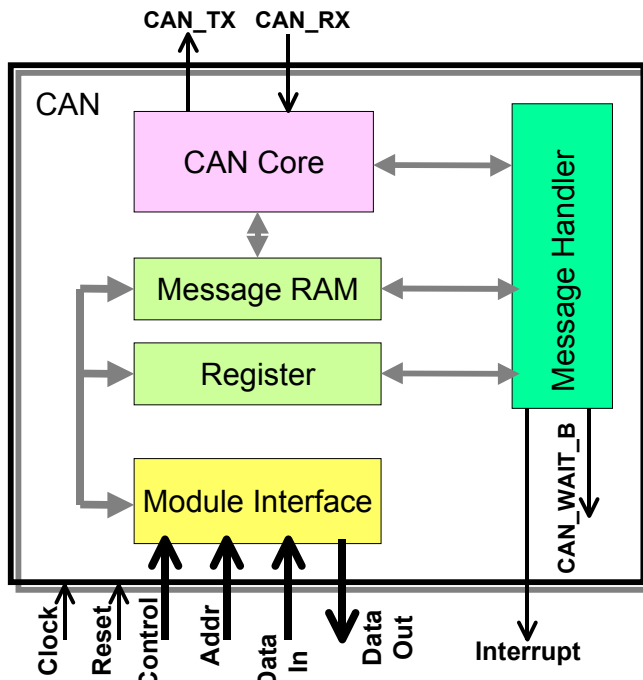 CAN_TX
CAN_RX
CAN
CAN Core
Message Handler
Message RAM
Register
Module Interface
CAN_WAIT_B
Clock
Reset
Control
Addr
Data
In
Data
Out
Interrupt